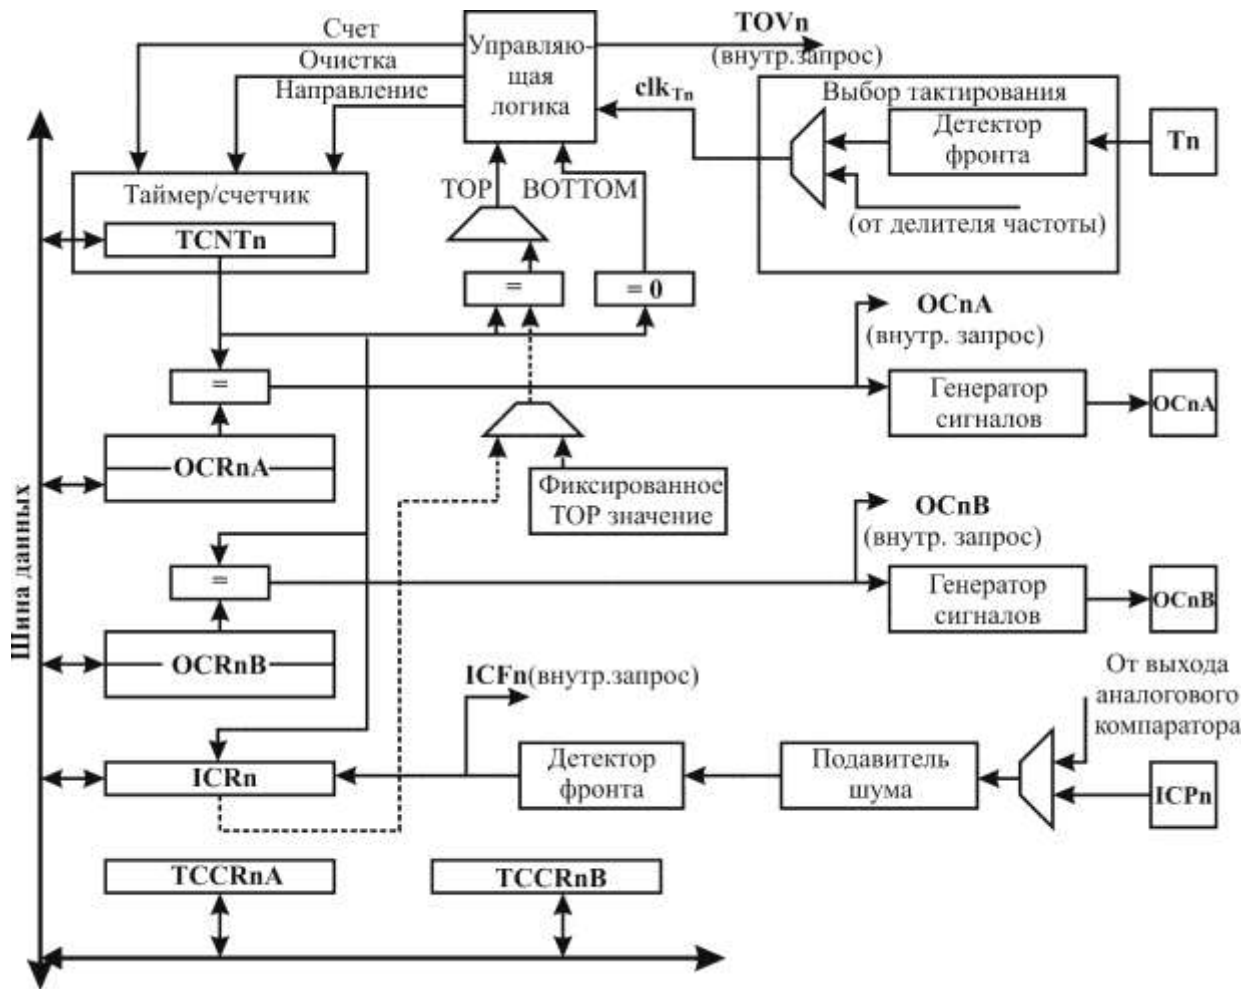 Счет
Очистка
Направление
Управляю-
щая
логика
TOVn
(внутр.запрос)
clkTn
Выбор тактирования
Детектор
фронта
Tn
(от делителя частоты)
Таймер/счетчик
TCNTn
TOP
BOTTOM
=
= 0
OCnA
(внутр. запрос)
=
Генератор
сигналов
OCnA
OCRnA
Фиксированное
TOP значение
OCnB
(внутр. запрос)
=
Генератор
сигналов
OCnB
OCRnB
Шина данных
ICFn(внутр.запрос)
От выхода
аналогового
компаратора
ICRn
Детектор
фронта
Подавитель
шума
ICPn
TCCRnA
TCCRnB